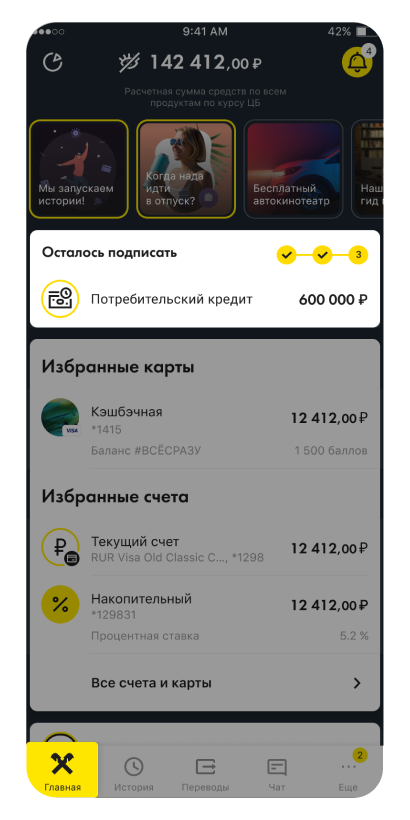 9:41 AM
42%
142 412,00 ₽
4
Расчетная сумма средств по всем
продуктам по курсу ЦБ
Мы запускаем
истории!
Когда нада
идти
в отпуск?
Бесплатный
автокинотеатр
Наш
гид
Осталось подписать
3
Потребительский кредит
600 000 ₽
Избранные карты
Кэшбэчная
12 412,00 ₽
*1415
VISA
Баланс #ВСЁСРАЗУ
1 500 баллов
Избранные счета
Текущий счет
12 412,00 ₽
RUR Visa Old Classic C..., *1298
Накопительный
12 412,00 ₽
*129831
Процентная ставка
5.2 %
Все счета и карты
2
Главная
История
Переводы
Чат
Еще